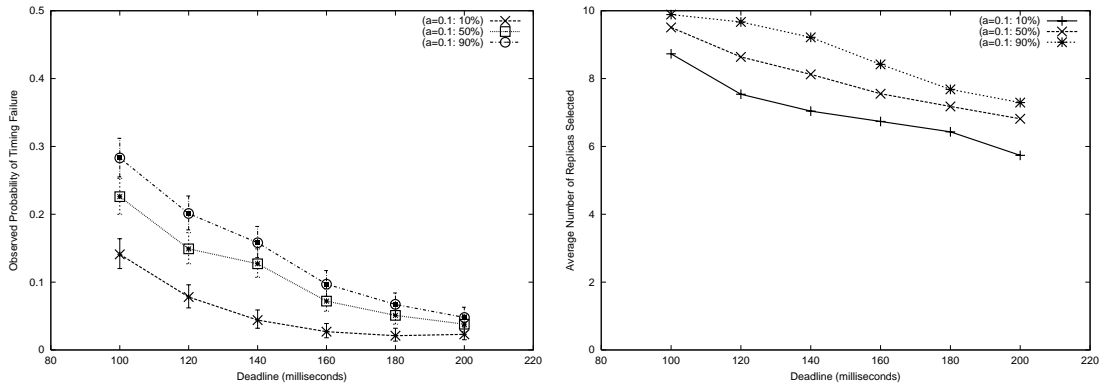 0.5
0.4
0.3
0.2
0.1
0
80 100 120 140 160 180 200 220
Observed Probability of Timing Failure
Deadline (milliseconds)
(a=0.1: 10%)
(a=0.1: 50%)
(a=0.1: 90%)
10
8
6
4
2
0
80 100 120 140 160 180 200 220
Average Number of Replicas Selected
Deadline (milliseconds)
(a=0.1: 10%)
(a=0.1: 50%)
(a=0.1: 90%)